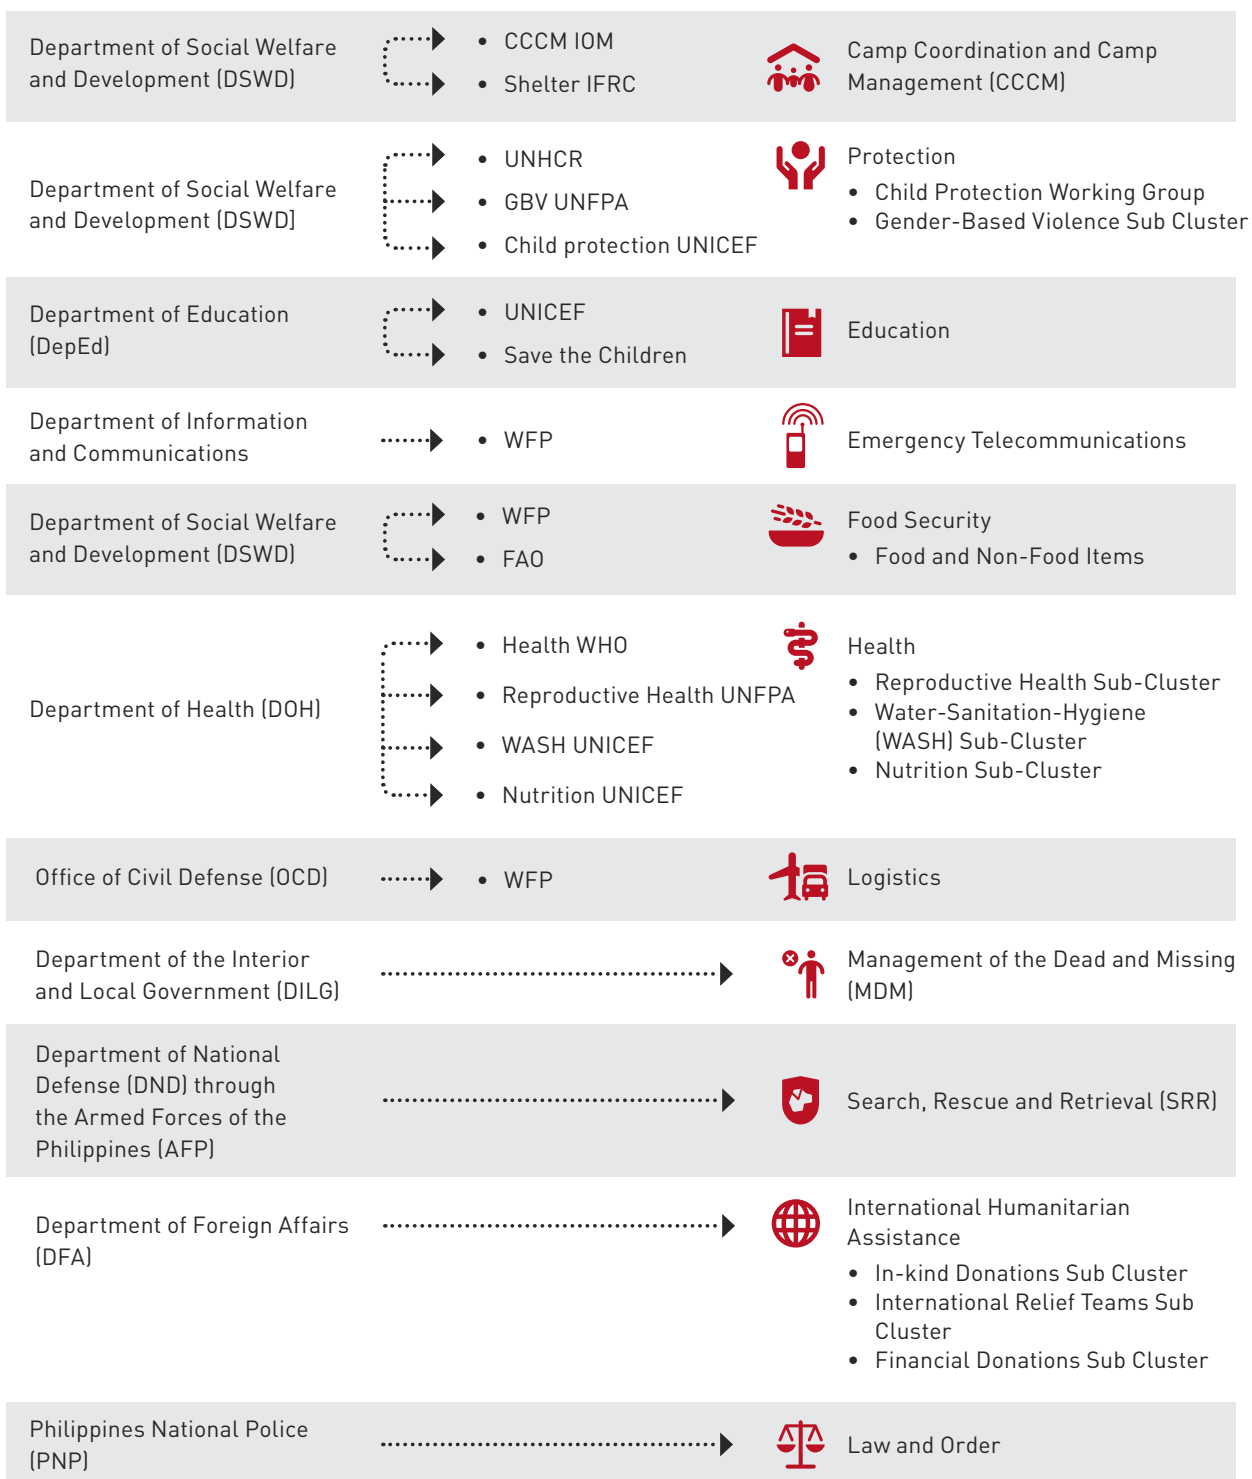 Department of Social Welfare
and Development (DSWD)
• CCCM IOM
• Shelter IFRC
Camp Coordination and Camp
Management (CCCM)
Department of Social Welfare
and Development (DSWD]
• UNHCR
• GBV UNFPA
• Child protection UNICEF
Protection
• Child Protection Working Group
• Gender-Based Violence Sub Cluster
Department of Education
(DepEd)
• UNICEF
• Save the Children
Education
Department of Information
and Communications
• WFP
Emergency Telecommunications
Department of Social Welfare
and Development (DSWD)
• WFP
• FAO
Food Security
• Food and Non-Food Items
Department of Health (DOH)
• Health WHO
• Reproductive Health UNFPA
• WASH UNICEF
• Nutrition UNICEF
Health
• Reproductive Health Sub-Cluster
• Water-Sanitation-Hygiene
(WASH) Sub-Cluster
• Nutrition Sub-Cluster
Office of Civil Defense (OCD)
• WFP
Logistics
Department of the Interior
and Local Government (DILG)
Management of the Dead and Missing
(MDM)
Department of National
Defense (DND) through
the Armed Forces of the
Philippines (AFP)
Search, Rescue and Retrieval (SRR)
Department of Foreign Affairs
(DFA)
International Humanitarian
Assistance
• In-kind Donations Sub Cluster
• International Relief Teams Sub
Cluster
• Financial Donations Sub Cluster
Philippines National Police
(PNP)
Law and Order